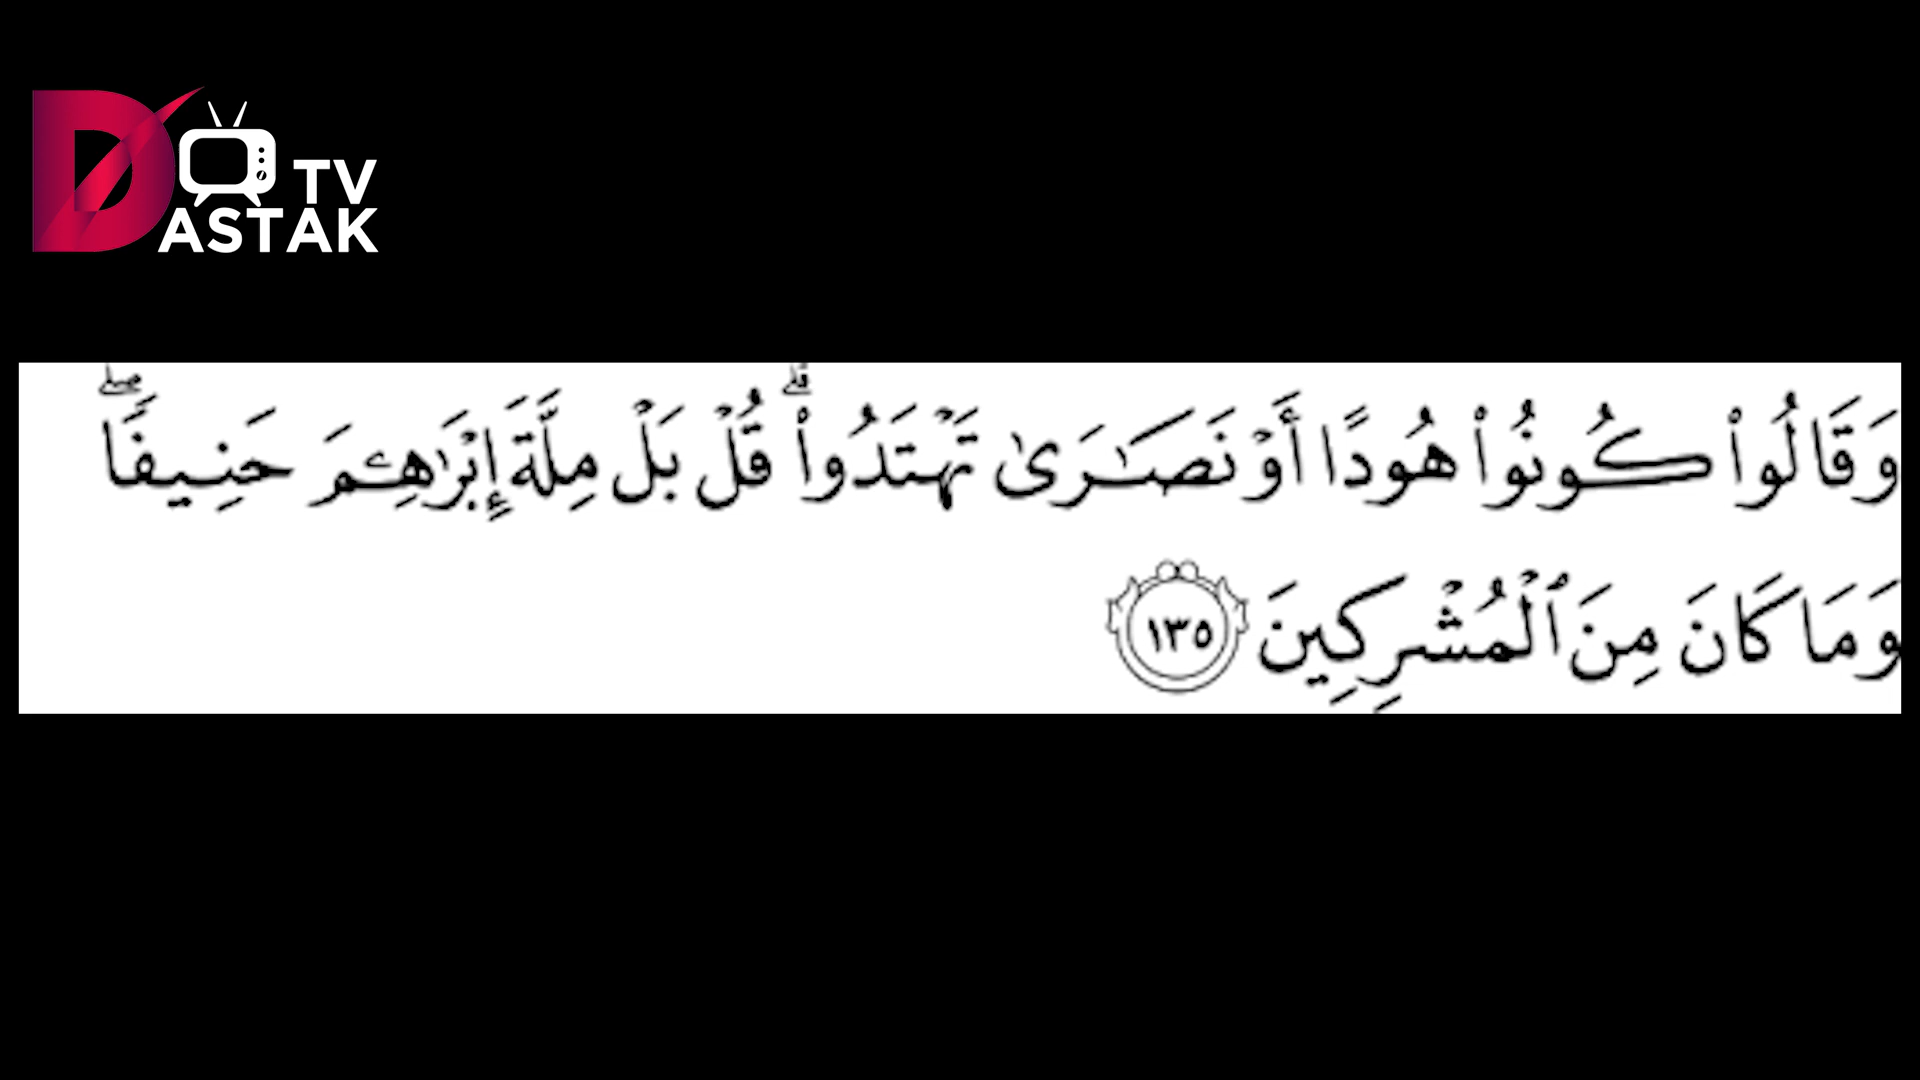 TV
DASTAK
وَقَالُوا۟ كُونُوا۟ هُودًا أَوْ نَصَـٰرَىٰ تَهْتَدُوا۟ ۗ قُلْ بَلْ مِلَّةَ إِبْرَٰهِـۧمَ حَنِيفًا ۖ
وَمَا كَانَ مِنَ ٱلْمُشْرِكِينَ ١٣٥